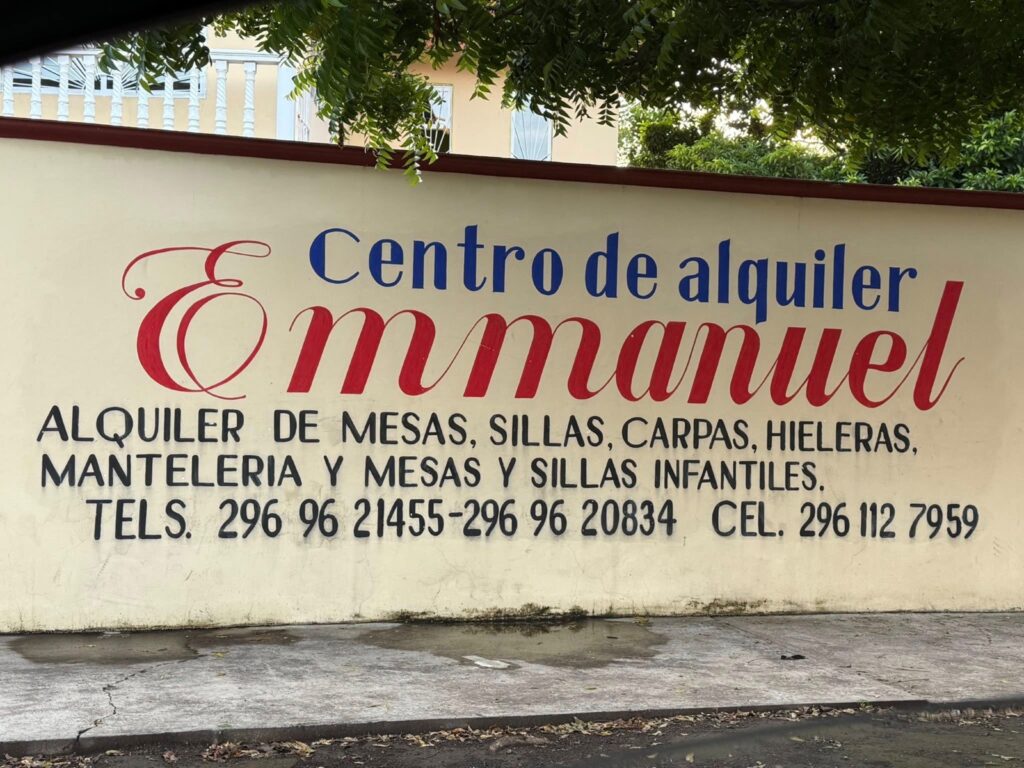 Centro de alquiler
Emmanuel
ALQUILER DE MESAS, SILLAS, CARPAS, HIELERAS,
MANTELERIA Y MESAS Y SILLAS INFANTILES.
TELS. 296 96 21455-296 96 20834 CEL. 296 112 7959